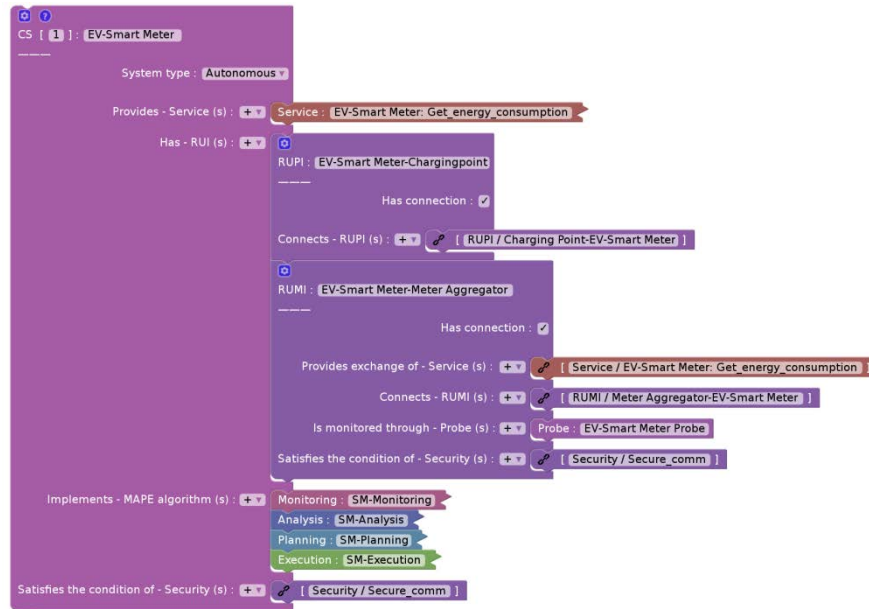 CS [ 1 ] : EV-Smart Meter
———
System type : Autonomous
Provides - Service (s) : + Service : EV-Smart Meter: Get_energy_consumption
Has - RUI (s) : +
RUPI : EV-Smart Meter-Chargingpoint
———
Has connection :
Connects - RUPI (s) : + [ RUPI / Charging Point-EV-Smart Meter ]
RUMI : EV-Smart Meter-Meter Aggregator
———
Has connection :
Provides exchange of - Service (s) : + [ Service / EV-Smart Meter: Get_energy_consumption ]
Connects - RUMI (s) : + [ RUMI / Meter Aggregator-EV-Smart Meter ]
Is monitored through - Probe (s) : + Probe : EV-Smart Meter Probe
Satisfies the condition of - Security (s) : + [ Security / Secure_comm ]
Implements - MAPE algorithm (s) : + Monitoring : SM-Monitoring
Analysis : SM-Analysis
Planning : SM-Planning
Execution : SM-Execution
Satisfies the condition of - Security (s) : + [ Security / Secure_comm ]